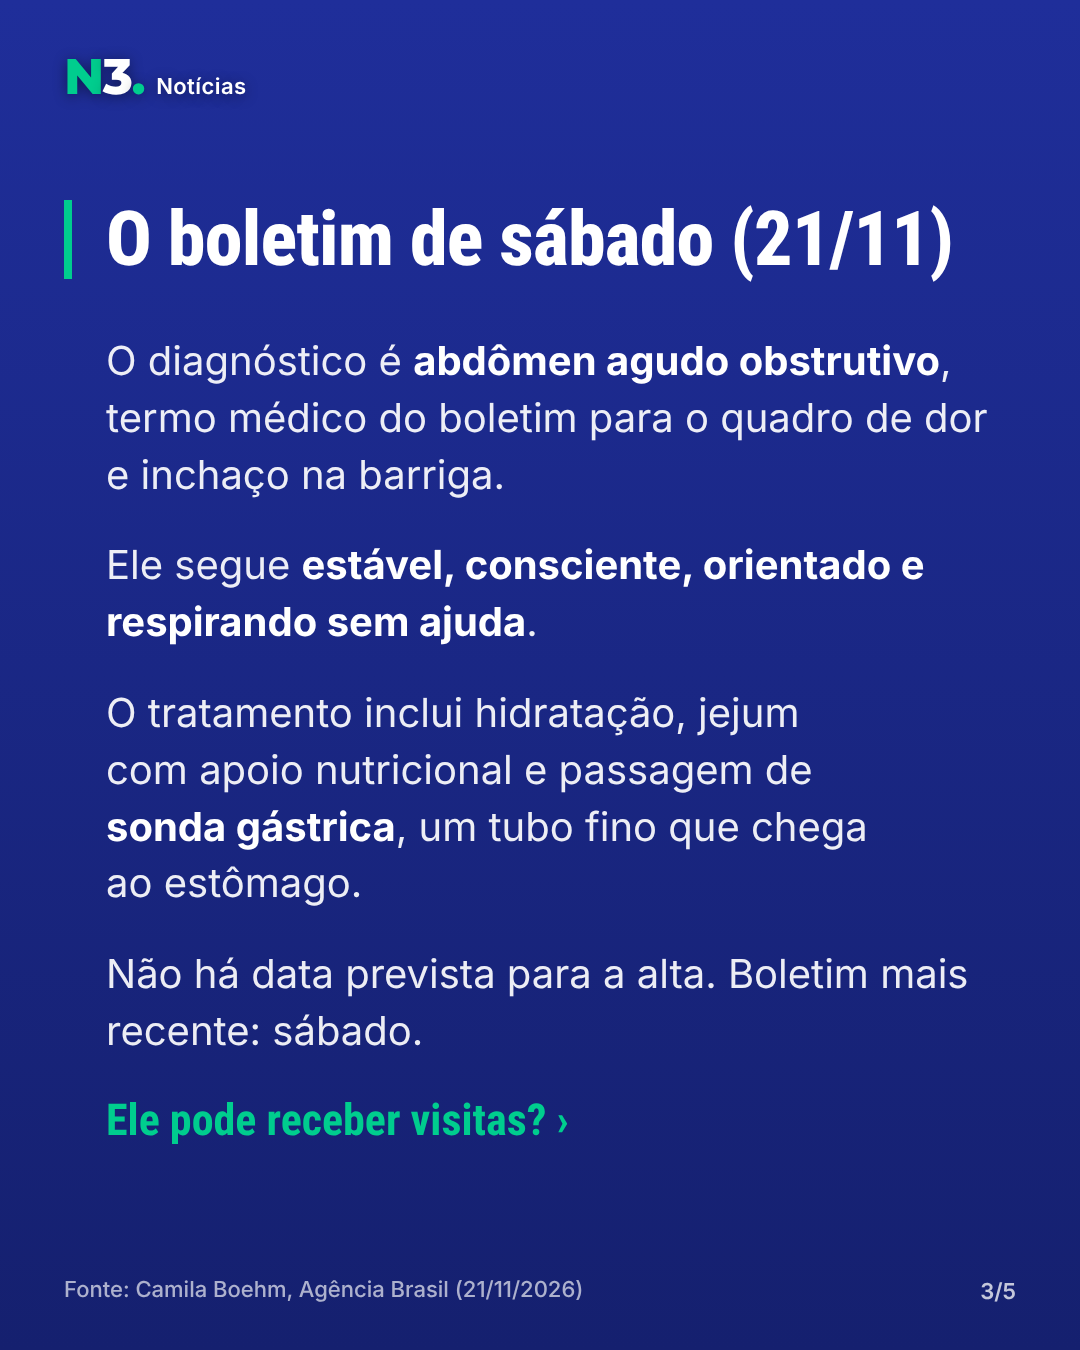 N3. Notícias
O boletim de sábado (21/11)
O diagnóstico é abdômen agudo obstrutivo,
termo médico do boletim para o quadro de dor
e inchaço na barriga.
Ele segue estável, consciente, orientado e
respirando sem ajuda.
O tratamento inclui hidratação, jejum
com apoio nutricional e passagem de
sonda gástrica, um tubo fino que chega
ao estômago.
Não há data prevista para a alta. Boletim mais
recente: sábado.
Ele pode receber visitas? ›
Fonte: Camila Boehm, Agência Brasil (21/11/2026)
3/5